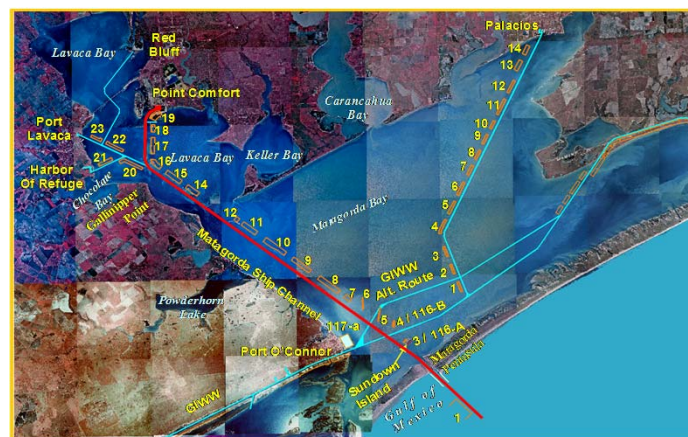 Lavaca Bay
Red
Bluff
Palacios
14
13
12
11
10
9
8
7
6
5
4
3
2
1
Point Comfort
19
18
17
16
15
14
Port
Lavaca
23
22
21
20
Harbor
Of Refuge
Chocolate
Bay
Gallinipper
Point
Lavaca Bay
Keller Bay
Carancahua
Bay
Matagorda Bay
12
11
10
9
8
7
6
5
4 / 116-B
3 / 116-A
117-a
Matagorda Ship Channel
GIWW
Alt. Route
Powderhorn
Lake
Port O'Connor
GIWW
Sundown
Island
Matagorda
Peninsula
Gulf of
Mexico
1